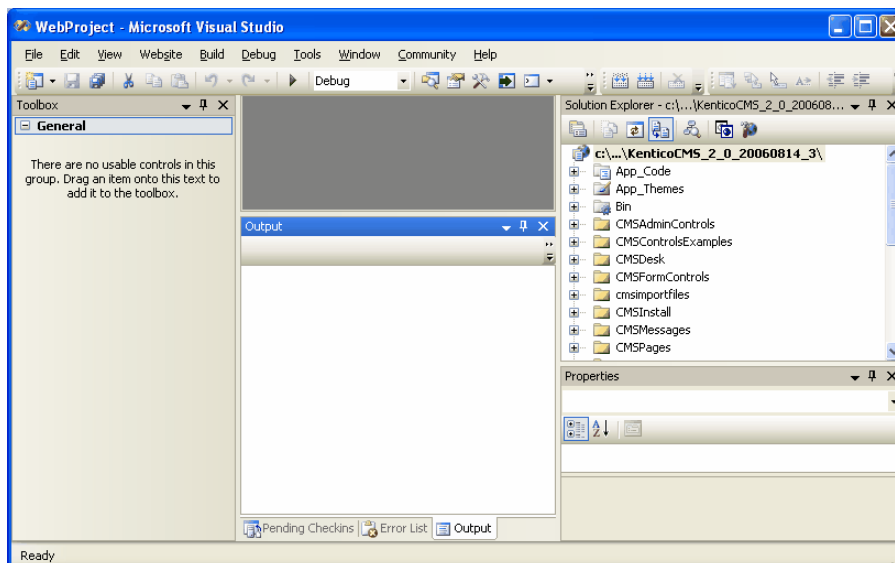 WebProject - Microsoft Visual Studio
File Edit View Website Build Debug Tools Window Community Help
Debug
Toolbox
General
There are no usable controls in this
group. Drag an item onto this text to
add it to the toolbox.
Output
Pending Checkins Error List Output
Solution Explorer - c:\...\KenticoCMS_2_0_200608...
c:\...\KenticoCMS_2_0_20060814_3\
App_Code
App_Themes
Bin
CMSAdminControls
CMSControlsExamples
CMSDesk
CMSFormControls
cmsimportfiles
CMSInstall
CMSMessages
CMSPages
Properties
Ready